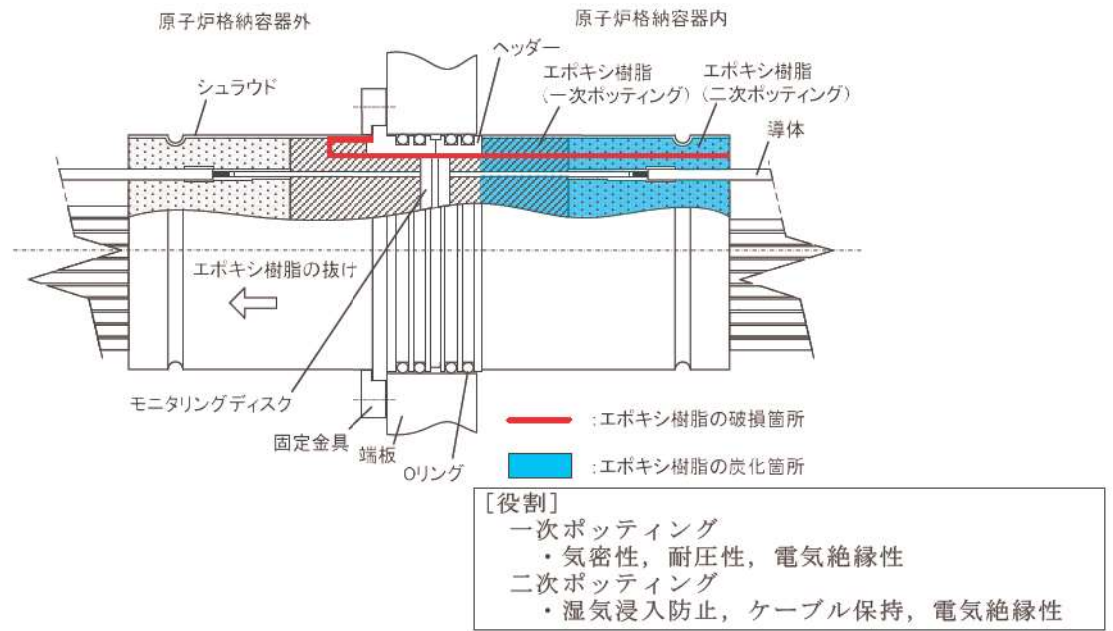 原子炉格納容器外
原子炉格納容器内
ヘッダー
エポキシ樹脂
(一次ポッティング)
エポキシ樹脂
(二次ポッティング)
シュラウド
導体
エポキシ樹脂の抜け
モニタリングディスク
固定金具
端板
Oリング
:エポキシ樹脂の破損箇所
:エポキシ樹脂の炭化箇所
[役割]
一次ポッティング
・気密性，耐圧性，電気絶縁性
二次ポッティング
・湿気浸入防止，ケーブル保持，電気絶縁性